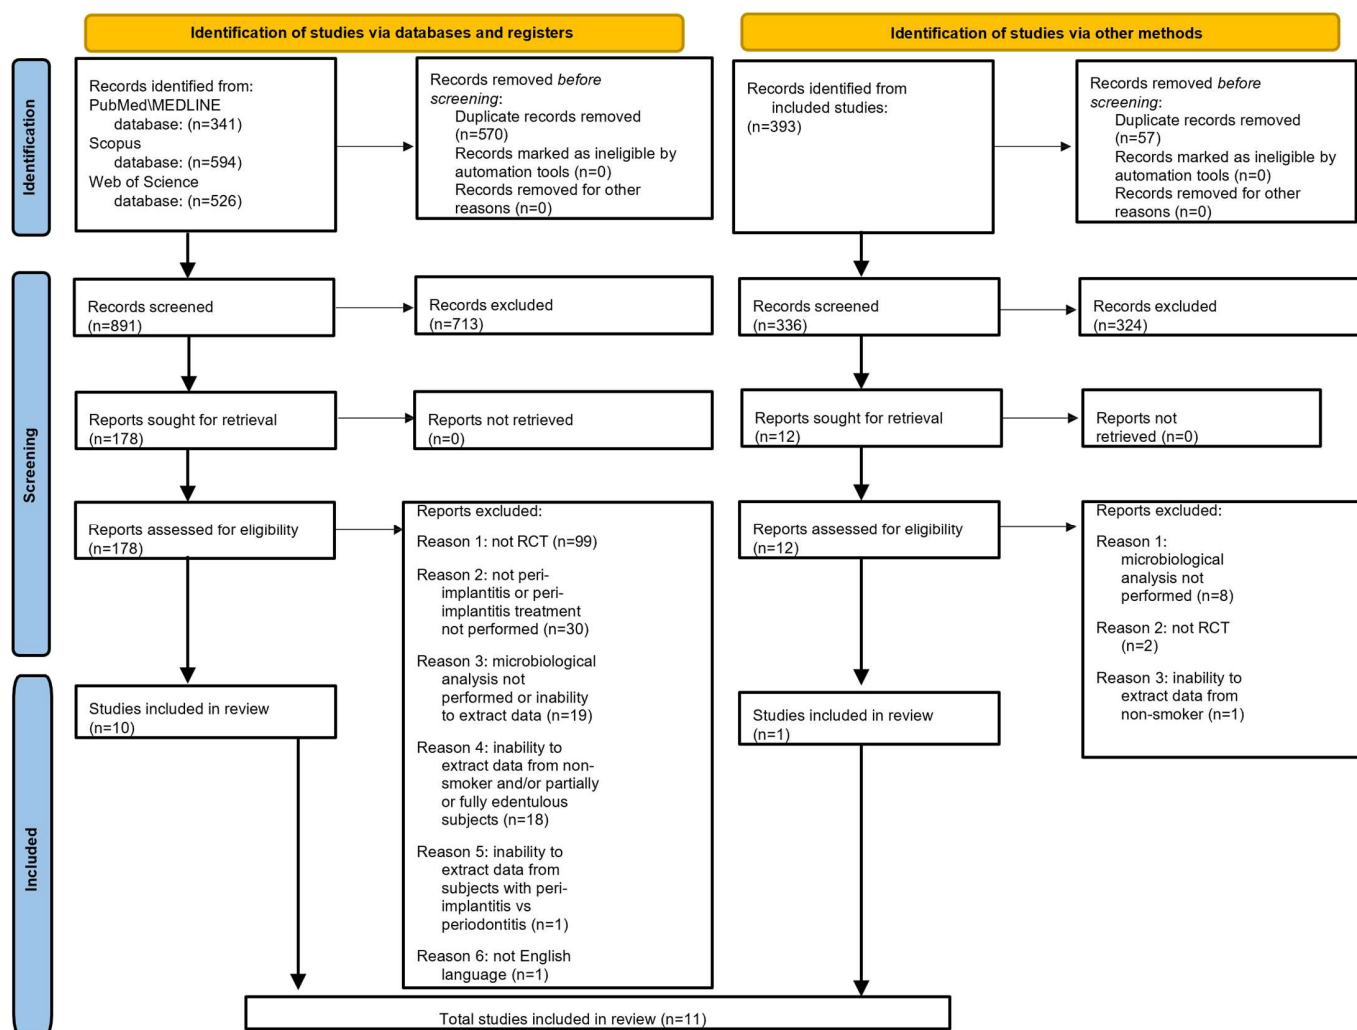 Identification of studies via databases and registers
Identification of studies via other methods
Identification
Records identified from:
PubMed\MEDLINE
database: (n=341)
Scopus
database: (n=594)
Web of Science
database: (n=526)
Records removed before
screening:
Duplicate records removed
(n=570)
Records marked as ineligible by
automation tools (n=0)
Records removed for other
reasons (n=0)
Records identified from
included studies:
(n=393)
Records removed before
screening:
Duplicate records removed
(n=57)
Records marked as ineligible by
automation tools (n=0)
Records removed for other
reasons (n=0)
Screening
Records screened
(n=891)
Records excluded
(n=713)
Records screened
(n=336)
Records excluded
(n=324)
Reports sought for retrieval
(n=178)
Reports not retrieved
(n=0)
Reports sought for retrieval
(n=12)
Reports not
retrieved (n=0)
Reports assessed for eligibility
(n=178)
Reports excluded:
Reason 1: not RCT (n=99)
Reason 2: not peri-
implantitis or peri-
implantitis treatment
not performed (n=30)
Reason 3: microbiological
analysis not
performed or inability
to extract data (n=19)
Reason 4: inability to
extract data from non-
smoker and/or partially
or fully edentulous
subjects (n=18)
Reason 5: inability to
extract data from
subjects with peri-
implantitis vs
periodontitis (n=1)
Reason 6: not English
language (n=1)
Reports assessed for eligibility
(n=12)
Reports excluded:
Reason 1:
microbiological
analysis not
performed (n=8)
Reason 2: not RCT
(n=2)
Reason 3: inability to
extract data from
non-smoker (n=1)
Included
Studies included in review
(n=10)
Studies included in review
(n=1)
Total studies included in review (n=11)